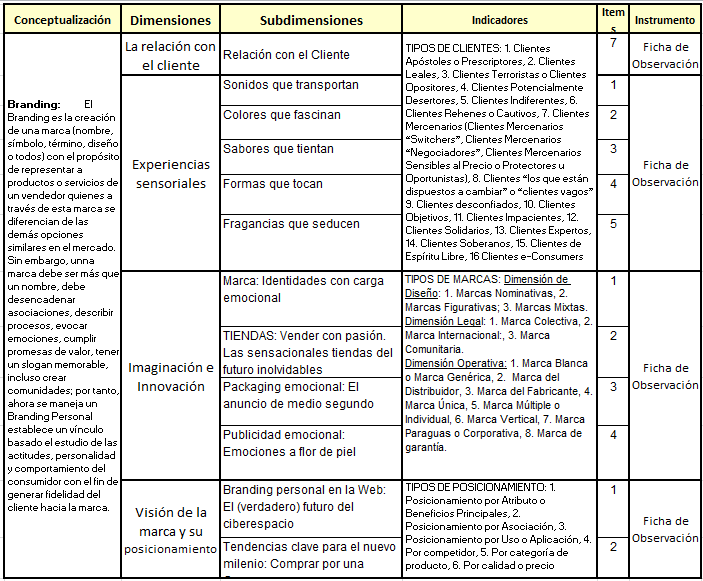 Conceptualización
Dimensiones
Subdimensiones
Indicadores
Item
s
Instrumento
Branding: El
Branding es la creación
de una marca (nombre,
símbolo, término, diseño
o todos) con el propósito
de representar a
productos o servicios de
un vendedor quienes a
través de esta marca se
diferencian de las
demás opciones
similares en el mercado.
Sin embargo, unna
marca debe ser más que
un nombre, debe
desencadenar
asociaciones, describir
procesos, evocar
emociones, cumplir
promesas de valor, tener
un slogan memorable,
incluso crear
comunidades; por tanto,
ahora se maneja un
Branding Personal
establece un vínculo
basado el estudio de las
actitudes, personalidad
y comportamiento del
consumidor con el fin de
generar fidelidad del
cliente hacia la marca.
La relación con
el cliente
Relación con el Cliente
TIPOS DE CLIENTES: 1. Clientes
Apóstoles o Prescriptores, 2. Clientes
Leales, 3. Clientes Terroristas o Clientes
Opositores, 4. Clientes Potencialmente
Desertores, 5. Clientes Indiferentes, 6.
Clientes Rehenes o Cautivos, 7. Clientes
Mercenarios (Clientes Mercenarios
“Switchers”, Clientes Mercenarios
“Negociadores”, Clientes Mercenarios
Sensibles al Precio o Protectores u
Oportunistas), 8. Clientes “los que están
dispuestos a cambiar” o “clientes vagos”
9. Clientes desconfiados, 10. Clientes
Objetivos, 11. Clientes Impacientes, 12.
Clientes Solidarios, 13. Clientes Expertos,
14. Clientes Soberanos, 15. Clientes de
Espíritu Libre, 16 Clientes e-Consumers
7
Ficha de
Observación
Experiencias
sensoriales
Sonidos que transportan
1
Colores que fascinan
2
Sabores que tientan
3
Formas que tocan
4
Fragancias que seducen
5
Ficha de
Observación
Imaginación e
Innovación
Marca: Identidades con carga
emocional
TIENDAS: Vender con pasión.
Las sensacionales tiendas del
futuro inolvidables
Packaging emocional: El
anuncio de medio segundo
Publicidad emocional:
Emociones a flor de piel
TIPOS DE MARCAS: Dimensión de
Diseño: 1. Marcas Nominativas, 2.
Marcas Figurativas; 3. Marcas Mixtas.
Dimensión Legal: 1. Marca Colectiva, 2.
Marca Internacional:, 3. Marca
Comunitaria.
Dimensión Operativa: 1. Marca Blanca
o Marca Genérica, 2. Marca del
Distribuidor, 3. Marca del Fabricante, 4.
Marca Única, 5. Marca Múltiple o
Individual, 6. Marca Vertical, 7. Marca
Paraguas o Corporativa, 8. Marca de
garantía.
1
2
3
4
Ficha de
Observación
Visión de la
marca y su
posicionamiento
Branding personal en la Web:
El (verdadero) futuro del
ciberespacio
Tendencias clave para el nuevo
milenio: Comprar por una
TIPOS DE POSICIONAMIENTO: 1.
Posicionamiento por Atributo o
Beneficios Principales, 2.
Posicionamiento por Asociación, 3.
Posicionamiento por Uso o Aplicación, 4.
Por competidor, 5. Por categoría de
producto, 6. Por calidad o precio
1
2
Ficha de
Observación